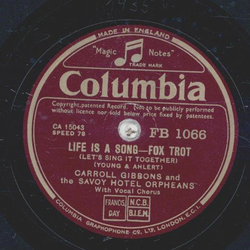 1935
MADE IN ENGLAND
"Magic Notes"
TRADE MARK
Columbia
Copyright patented Record. Not to be publicly performed
without licence nor sold below price fixed by patentees.
CA 15043
SPEED 78
FB 1066
LIFE IS A SONG—FOX TROT
(LET'S SING IT TOGETHER)
(YOUNG & AHLERT)
CARROLL GIBBONS and
the SAVOY HOTEL ORPHEANS
With Vocal Chorus
FRANCIS DAY
N.C.B.
B.I.E.M.
COLUMBIA GRAPHOPHONE CO. LTD., LONDON, E.C.1